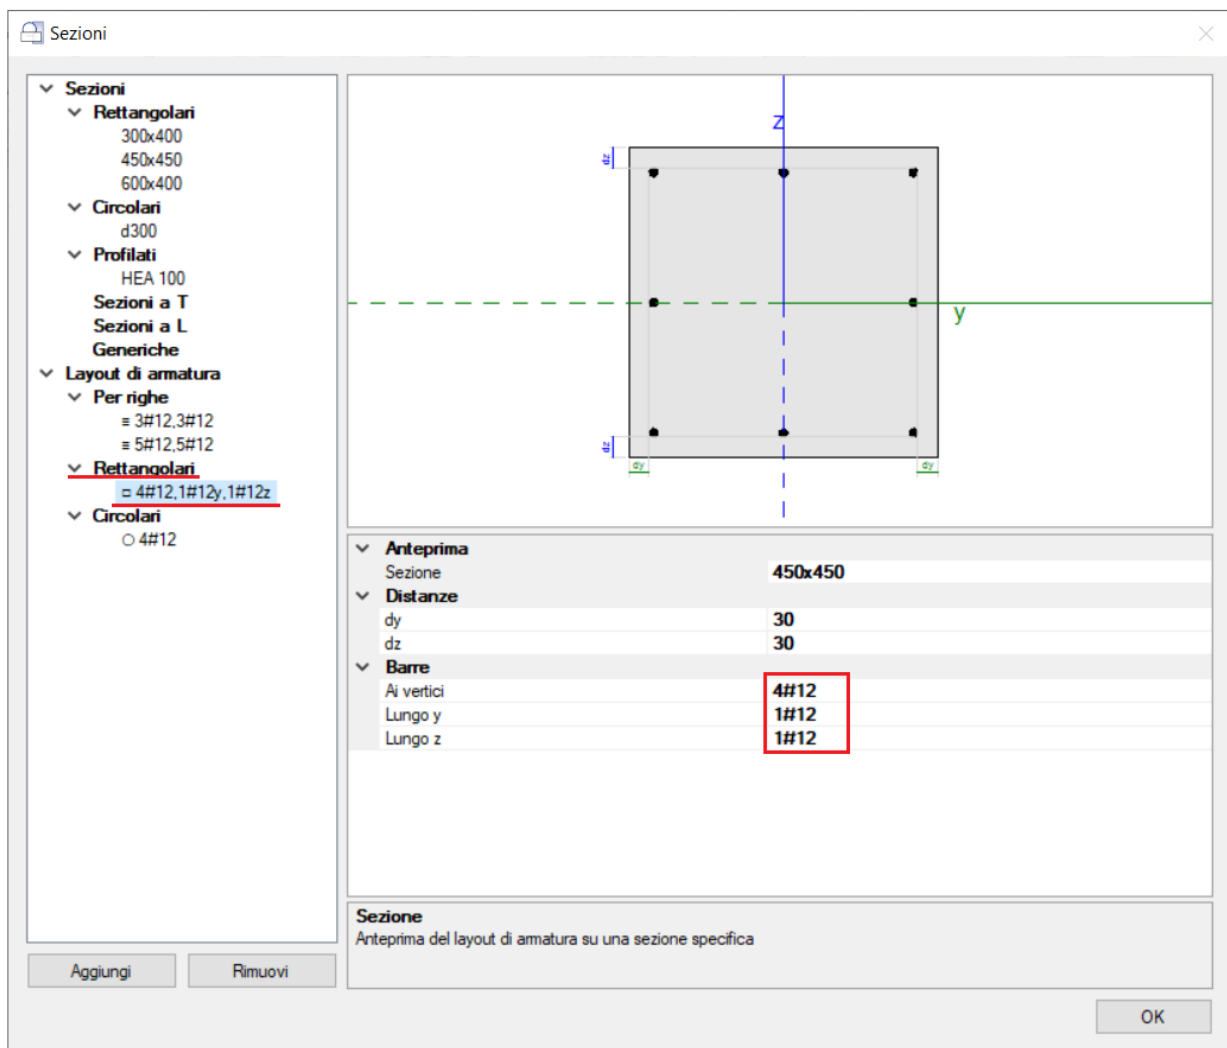 Sezioni
Sezioni
Rettangolari
300x400
450x450
600x400
Circolari
d300
Profilati
HEA 100
Sezioni a T
Sezioni a L
Generiche
Layout di armatura
Per righe
≡ 3#12,3#12
≡ 5#12,5#12
Rettangolari
□ 4#12,1#12y,1#12z
Circolari
○ 4#12
Aggiungi Rimuovi
z
dz
y
dz
dy dy
Anteprima
Sezione 450x450
Distanze
dy 30
dz 30
Barre
Ai vertici 4#12
Lungo y 1#12
Lungo z 1#12
Sezione
Anteprima del layout di armatura su una sezione specifica
OK